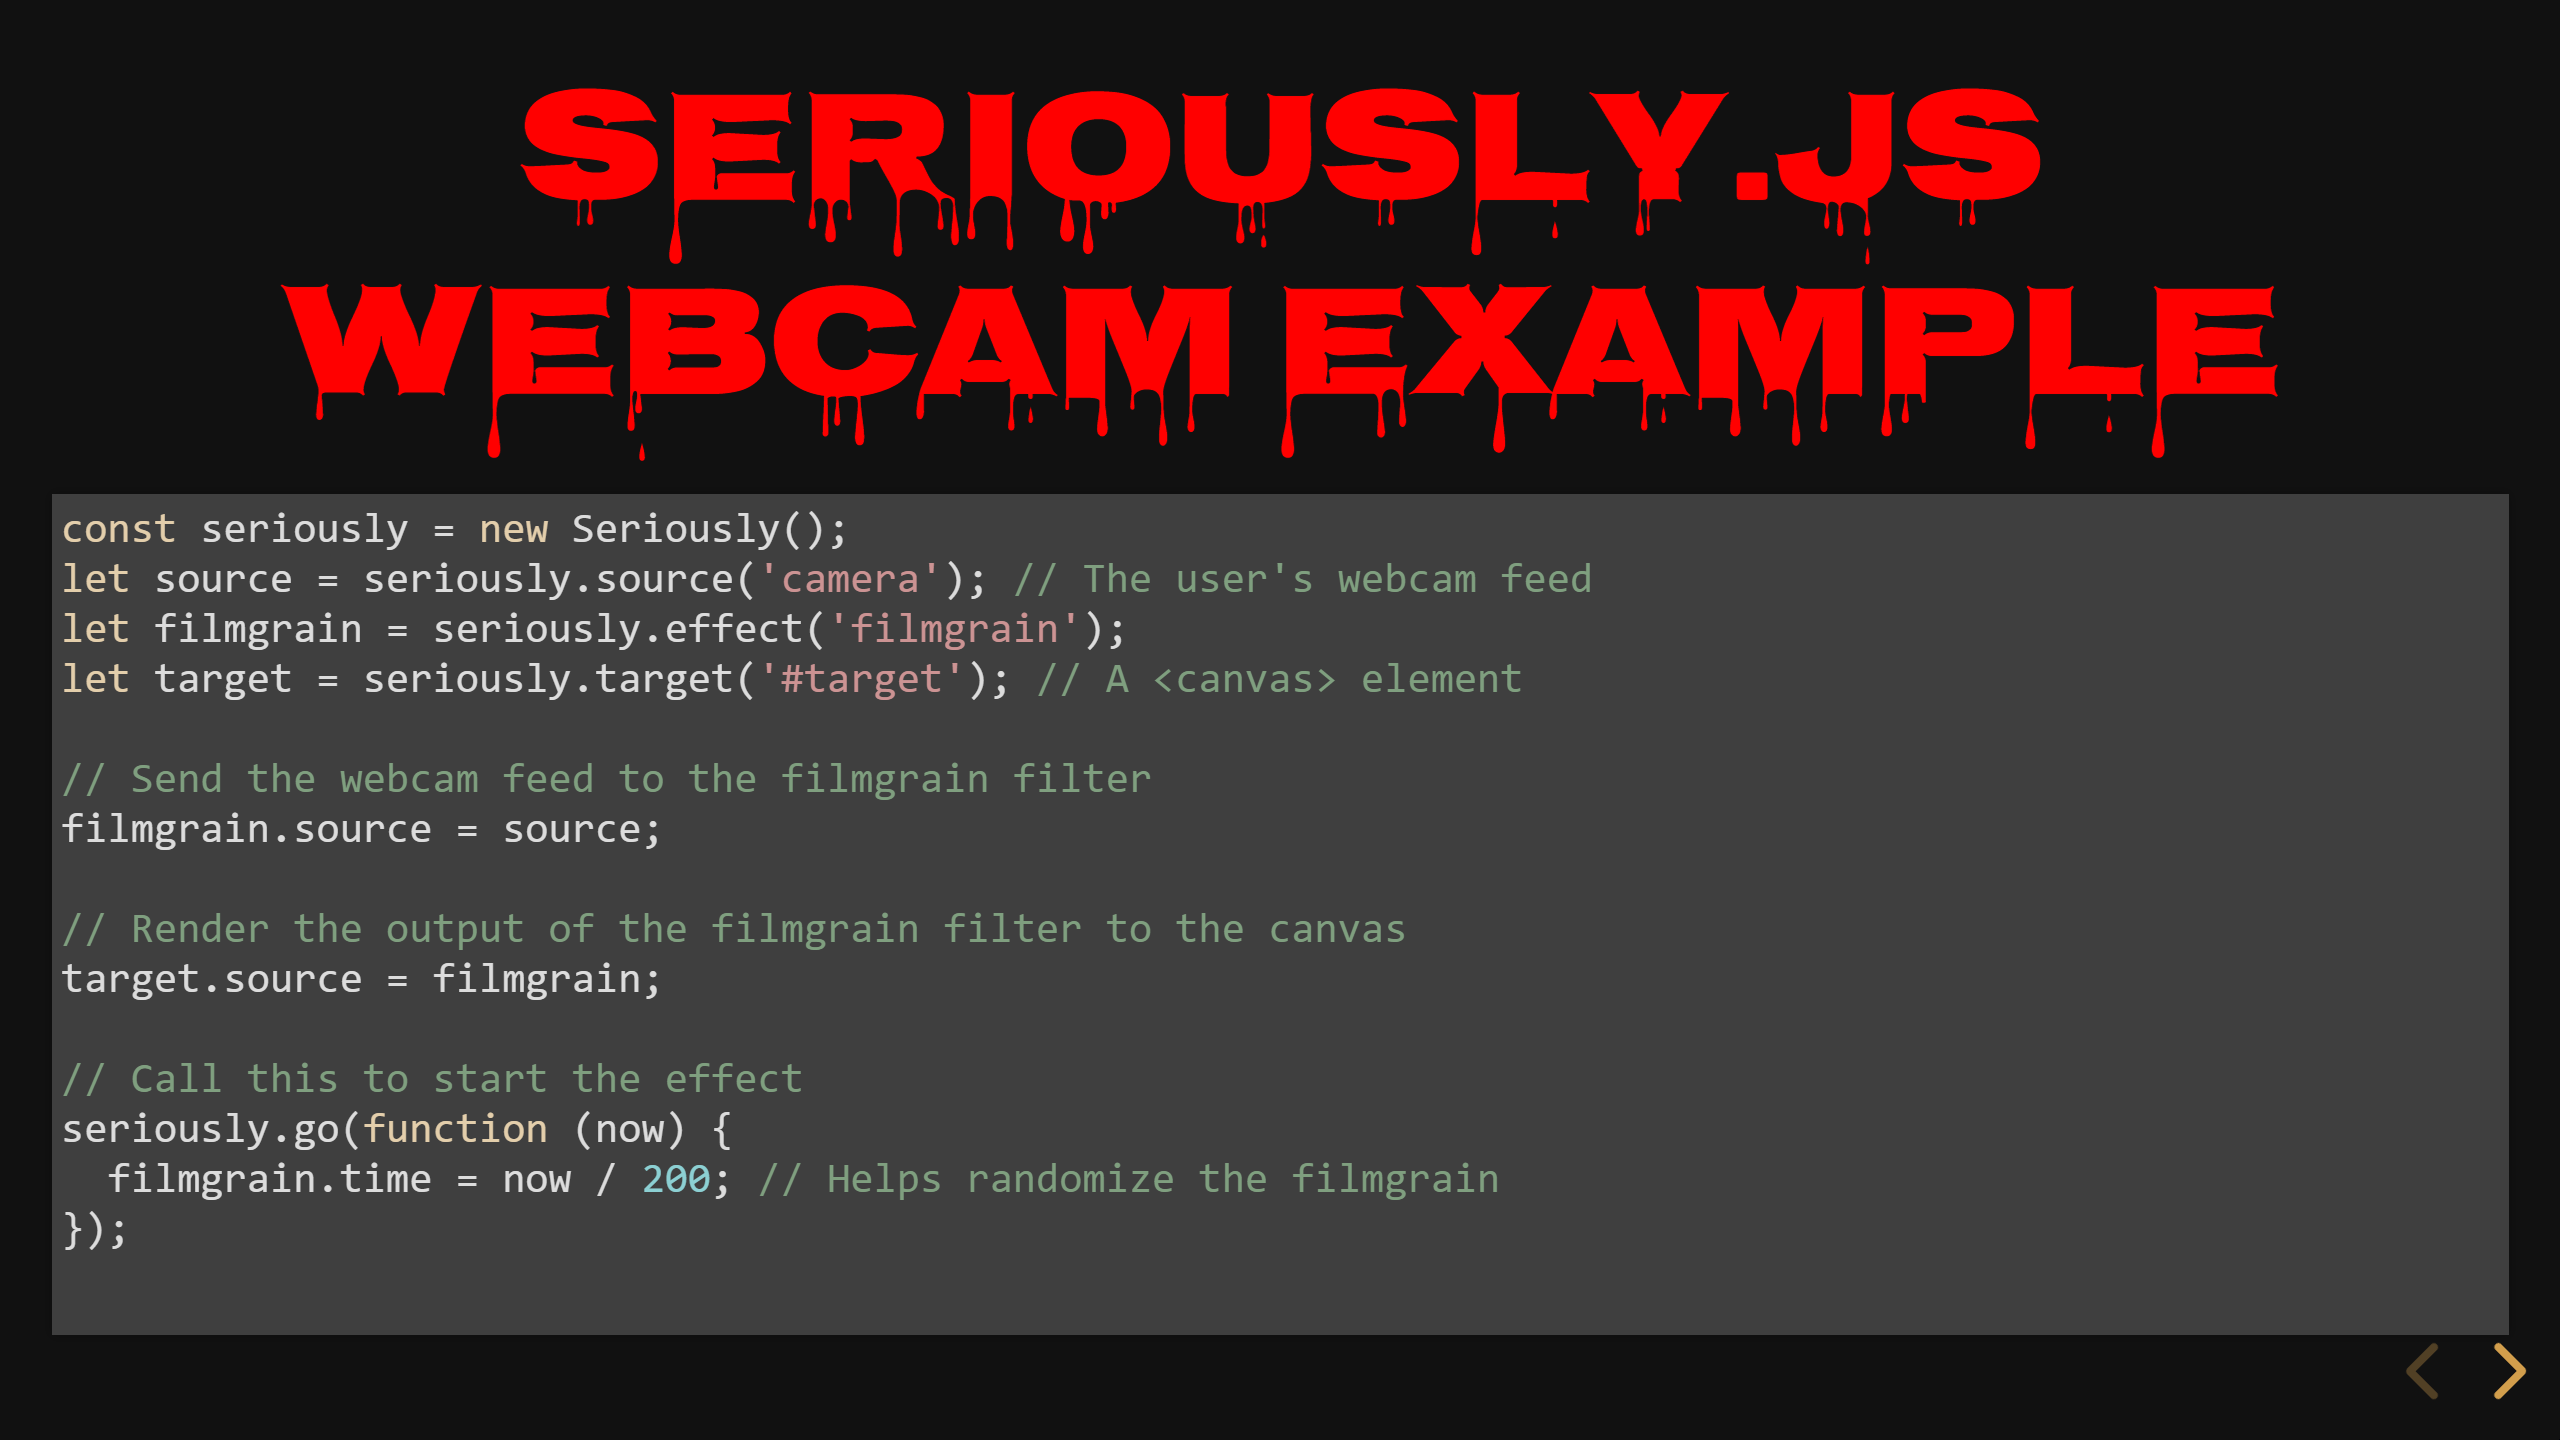 SERIOUSLY.JS
WEBCAM EXAMPLE
const seriously = new Seriously();
let source = seriously.source('camera'); // The user's webcam feed
let filmgrain = seriously.effect('filmgrain');
let target = seriously.target('#target'); // A <canvas> element
// Send the webcam feed to the filmgrain filter
filmgrain.source = source;
// Render the output of the filmgrain filter to the canvas
target.source = filmgrain;
// Call this to start the effect
seriously.go(function (now) {
  filmgrain.time = now / 200; // Helps randomize the filmgrain
});